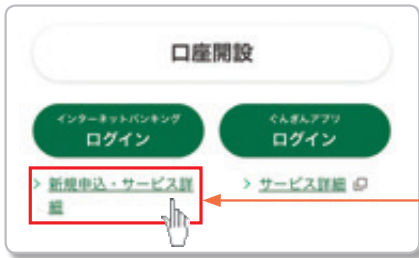 口座開設
インターネットバンキング
ログイン
ぐんぎんアプリ
ログイン
> 新規申込・サービス詳
細
> サービス詳細